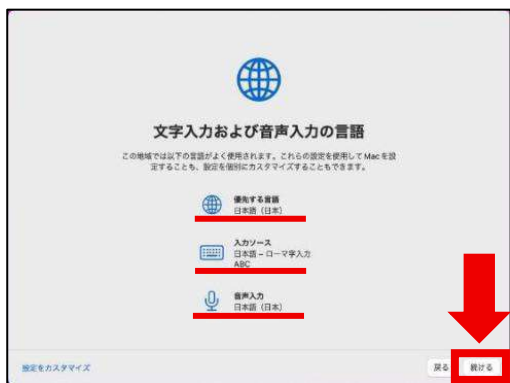 文字入力および音声入力の言語
この地域では以下の言語がよく使用されます。これらの設定を使用して Mac を設
定することも、設定を個別にカスタマイズすることもできます。
優先する言語
日本語（日本）
入力ソース
日本語 – ローマ字入力
ABC
音声入力
日本語（日本）
設定をカスタマイズ
戻る
続ける